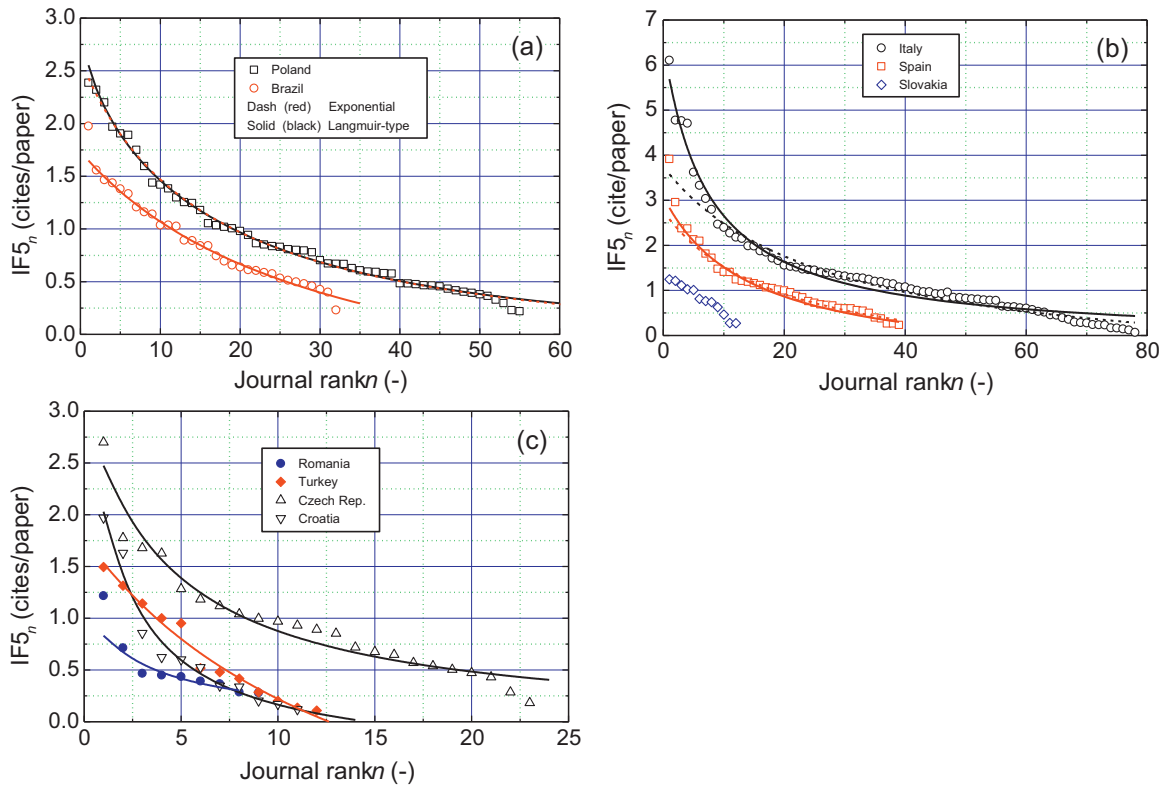 3.0
2.5
2.0
1.5
1.0
0.5
0.0
IF5n (cites/paper)
(a)
Poland
Brazil
Dash (red) Exponential
Solid (black) Langmuir-type
0 10 20 30 40 50 60
Journal rankn (-)
7
6
5
4
3
2
1
0
IF5n (cite/paper)
(b)
Italy
Spain
Slovakia
0 20 40 60 80
Journal rankn (-)
3.0
2.5
2.0
1.5
1.0
0.5
0.0
IF5n (cites/paper)
(c)
Romania
Turkey
Czech Rep.
Croatia
0 5 10 15 20 25
Journal rankn (-)